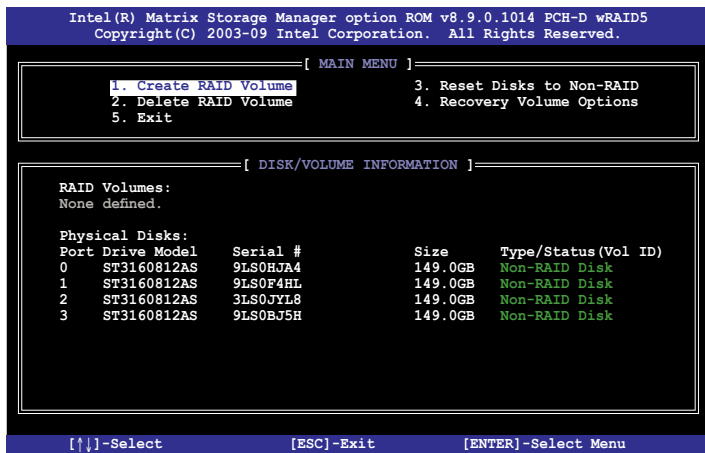 Intel(R) Matrix Storage Manager option ROM v8.9.0.1014 PCH-D wRAID5
Copyright(C) 2003-09 Intel Corporation. All Rights Reserved.
[ MAIN MENU ]
1. Create RAID Volume 3. Reset Disks to Non-RAID
2. Delete RAID Volume 4. Recovery Volume Options
5. Exit
[ DISK/VOLUME INFORMATION ]
RAID Volumes:
None defined.
Physical Disks:
Port Drive Model Serial # Size Type/Status(Vol ID)
0 ST3160812AS 9LS0HJA4 149.0GB Non-RAID Disk
1 ST3160812AS 9LS0F4HL 149.0GB Non-RAID Disk
2 ST3160812AS 3LS0JYL8 149.0GB Non-RAID Disk
3 ST3160812AS 9LS0BJ5H 149.0GB Non-RAID Disk
[↑↓]-Select [ESC]-Exit [ENTER]-Select Menu